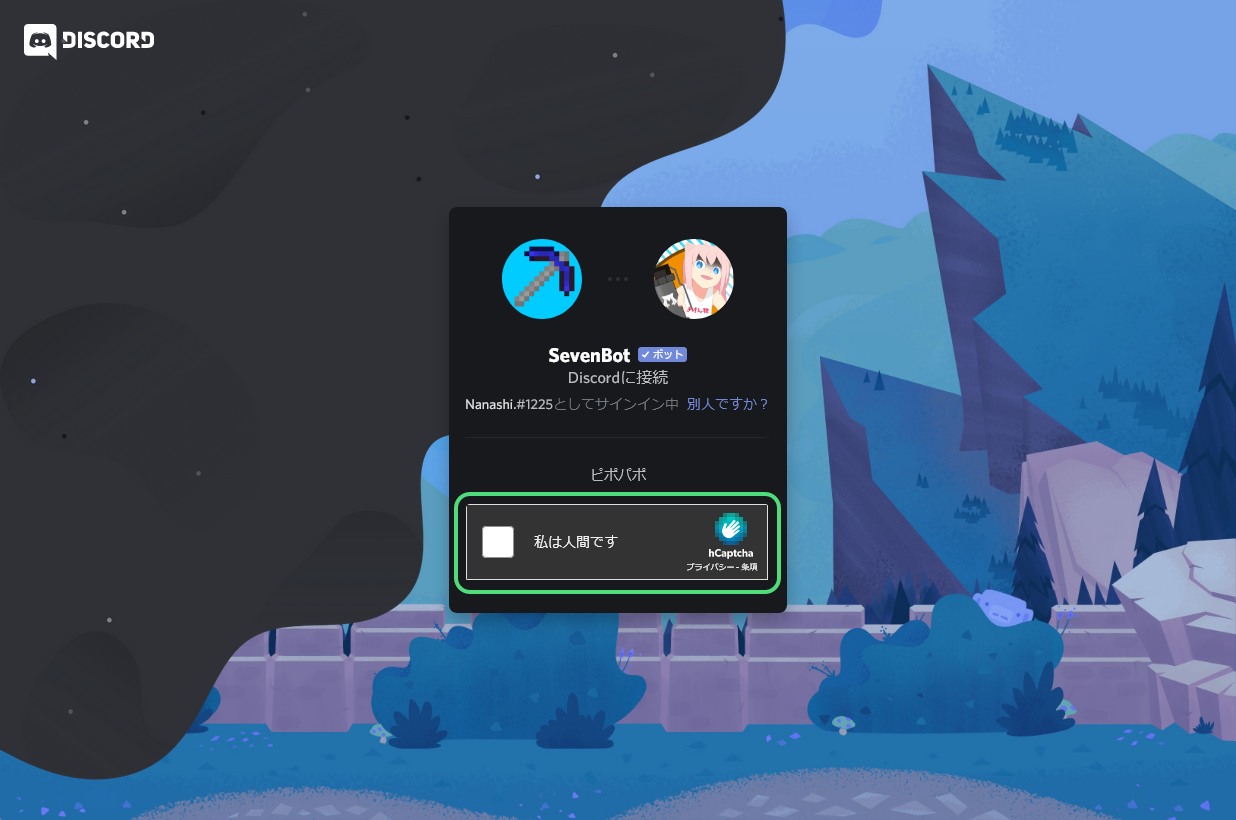 DISCORD
SevenBot ✓ボット
Discordに接続
Nanashi.#1225としてサインイン中 別人ですか？
ピポパポ
私は人間です
hCaptcha
プライバシー - 条項